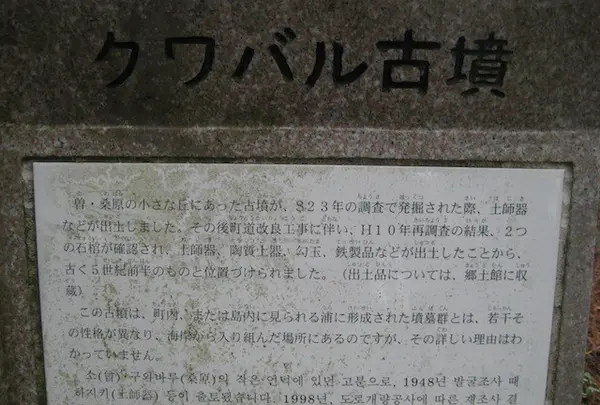 クワバル古墳
曽・桑原の小さな丘にあった古墳が、S23年の調査で発掘された際、土師器
などが出土しました。その後町道改良工事に伴い、H10年再調査の結果、2つ
の石棺が確認され、土師器、陶質土器、勾玉、鉄製品などが出土したことから、
古く5世紀前半のものと位置づけられました。（出土品については、郷土館に収
蔵）
この古墳は、町内、または島内に見られる浦に形成された墳墓群とは、若干そ
の性格が異なり、海岸から入り組んだ場所にあるのですが、その詳しい理由はわ
かっていません。
소(曾)·구와바루(桑原)의 작은 언덕에 있던 고분으로, 1948년 발굴조사 때
하지키(土師器) 등이 출토됐습니다. 1998년, 도로개량공사에 따른 재조사 결